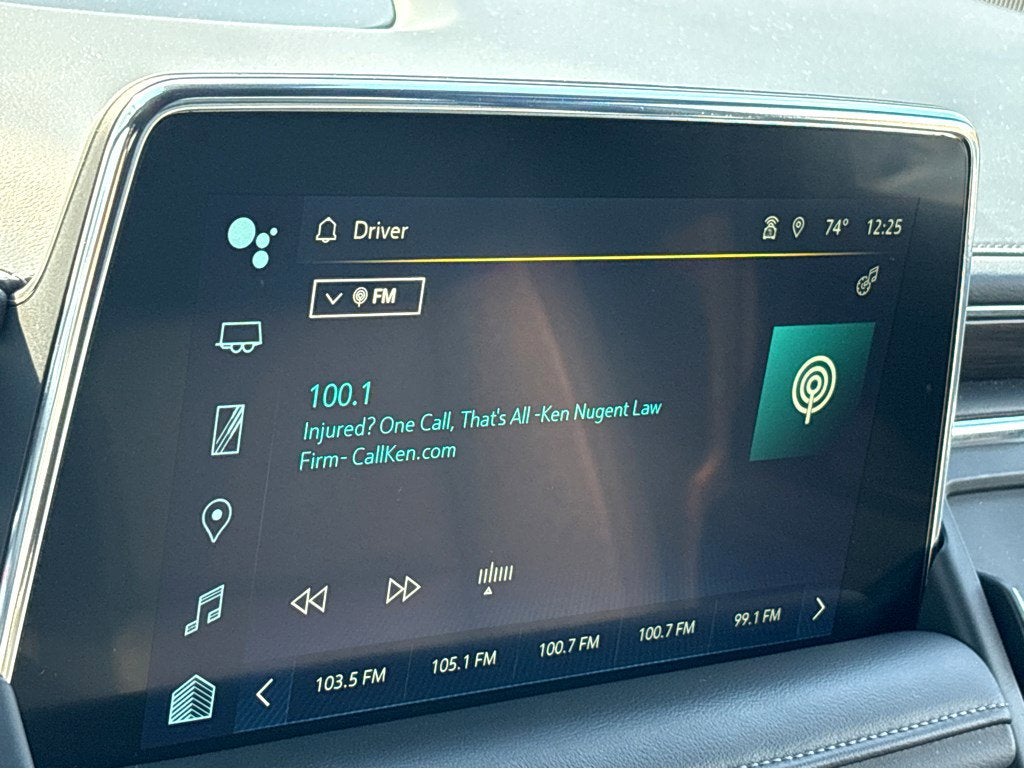 Driver
74° 12:25
FM
100.1
Injured? One Call, That's All -Ken Nugent Law
Firm- CallKen.com
103.5 FM 105.1 FM 100.7 FM 100.7 FM 99.1 FM